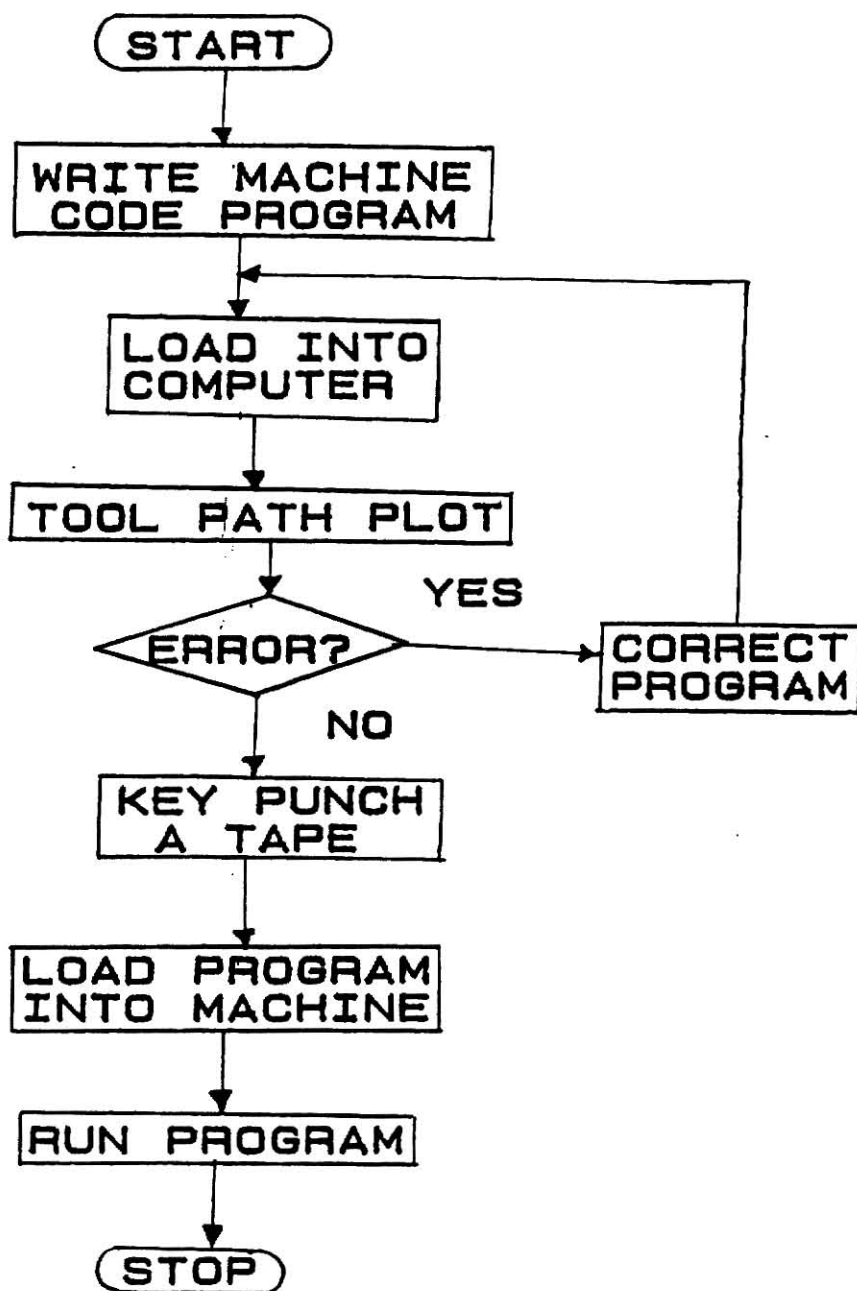 START
WRITE MACHINE
CODE PROGRAM
LOAD INTO
COMPUTER
TOOL PATH PLOT
YES
ERROR?
CORRECT
PROGRAM
NO
KEY PUNCH
A TAPE
LOAD PROGRAM
INTO MACHINE
RUN PROGRAM
STOP